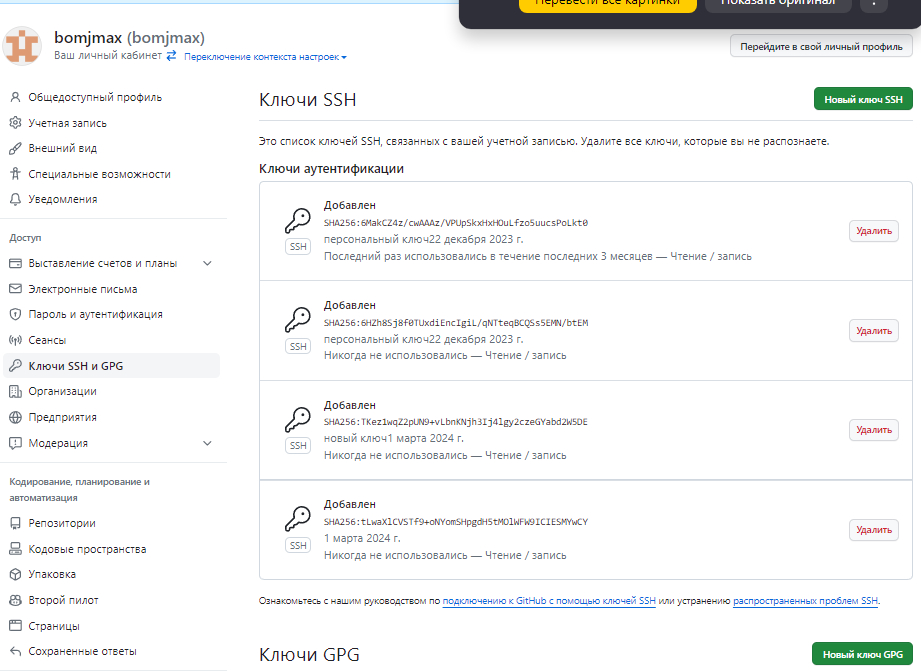 Перевести все картинки
Показать оригинал
bomjmax (bomjmax)
Ваш личный кабинет
Переключение контекста настроек
Перейдите в свой личный профиль
Общедоступный профиль
Учетная запись
Внешний вид
Специальные возможности
Уведомления
Доступ
Выставление счетов и планы
Электронные письма
Пароль и аутентификация
Сеансы
Ключи SSH и GPG
Организации
Предприятия
Модерация
Кодирование, планирование и
автоматизация
Репозитории
Кодовые пространства
Упаковка
Второй пилот
Страницы
Сохраненные ответы
Ключи SSH
Новый ключ SSH
Это список ключей SSH, связанных с вашей учетной записью. Удалите все ключи, которые вы не распознаете.
Ключи аутентификации
Добавлен
SHA256:6MakCZ4z/cwAAAz/VPUpSkxHxHOuLfzo5uucsPoLkt0
SSH
персональный ключ22 декабря 2023 г.
Последний раз использовались в течение последних 3 месяцев — Чтение / запись
Удалить
Добавлен
SHA256:6HZh8Sj8f0TUxdiEncIgiL/qNTteqBCQSs5EMN/btEM
SSH
персональный ключ22 декабря 2023 г.
Никогда не использовались — Чтение / запись
Удалить
Добавлен
SHA256:TKez1wqZ2pUN9+vLbnKNjh3Ij4lgy2czeGYabd2W5DE
SSH
новый ключ1 марта 2024 г.
Никогда не использовались — Чтение / запись
Удалить
Добавлен
SHA256:tLwaXlCVSTf9+oNYomSHpgdH5tMOlWFW9ICIESMYwCY
SSH
1 марта 2024 г.
Никогда не использовались — Чтение / запись
Удалить
Ознакомьтесь с нашим руководством по подключению к GitHub с помощью ключей SSH или устранению распространенных проблем SSH.
Ключи GPG
Новый ключ GPG